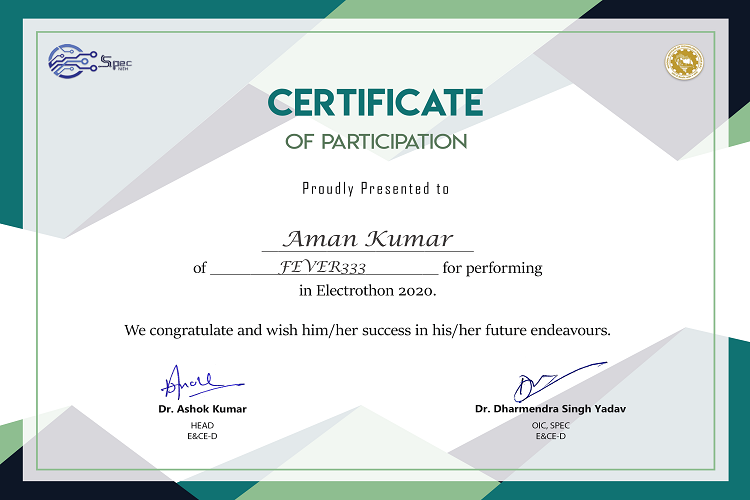 Spec
NITH
CERTIFICATE
OF PARTICIPATION
Proudly Presented to
Aman Kumar
of FEVER333 for performing
in Electrothon 2020.
We congratulate and wish him/her success in his/her future endeavours.
Dr. Ashok Kumar
HEAD
E&CE-D
Dr. Dharmendra Singh Yadav
OIC, SPEC
E&CE-D